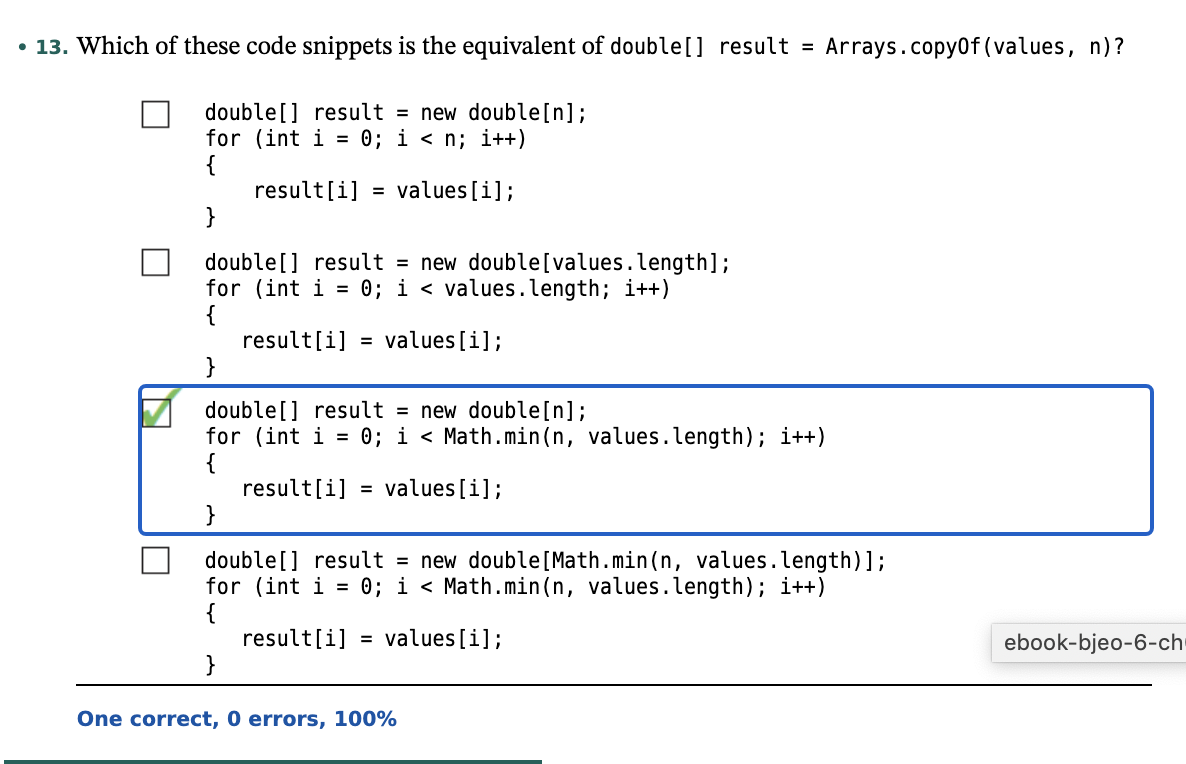 • 13. Which of these code snippets is the equivalent of double[] result = Arrays.copyOf(values, n)?
double[] result = new double[n];
for (int i = 0; i < n; i++)
{
    result[i] = values[i];
}
double[] result = new double[values.length];
for (int i = 0; i < values.length; i++)
{
   result[i] = values[i];
}
double[] result = new double[n];
for (int i = 0; i < Math.min(n, values.length); i++)
{
   result[i] = values[i];
}
double[] result = new double[Math.min(n, values.length)];
for (int i = 0; i < Math.min(n, values.length); i++)
{
   result[i] = values[i];
}
ebook-bjeo-6-ch
One correct, 0 errors, 100%